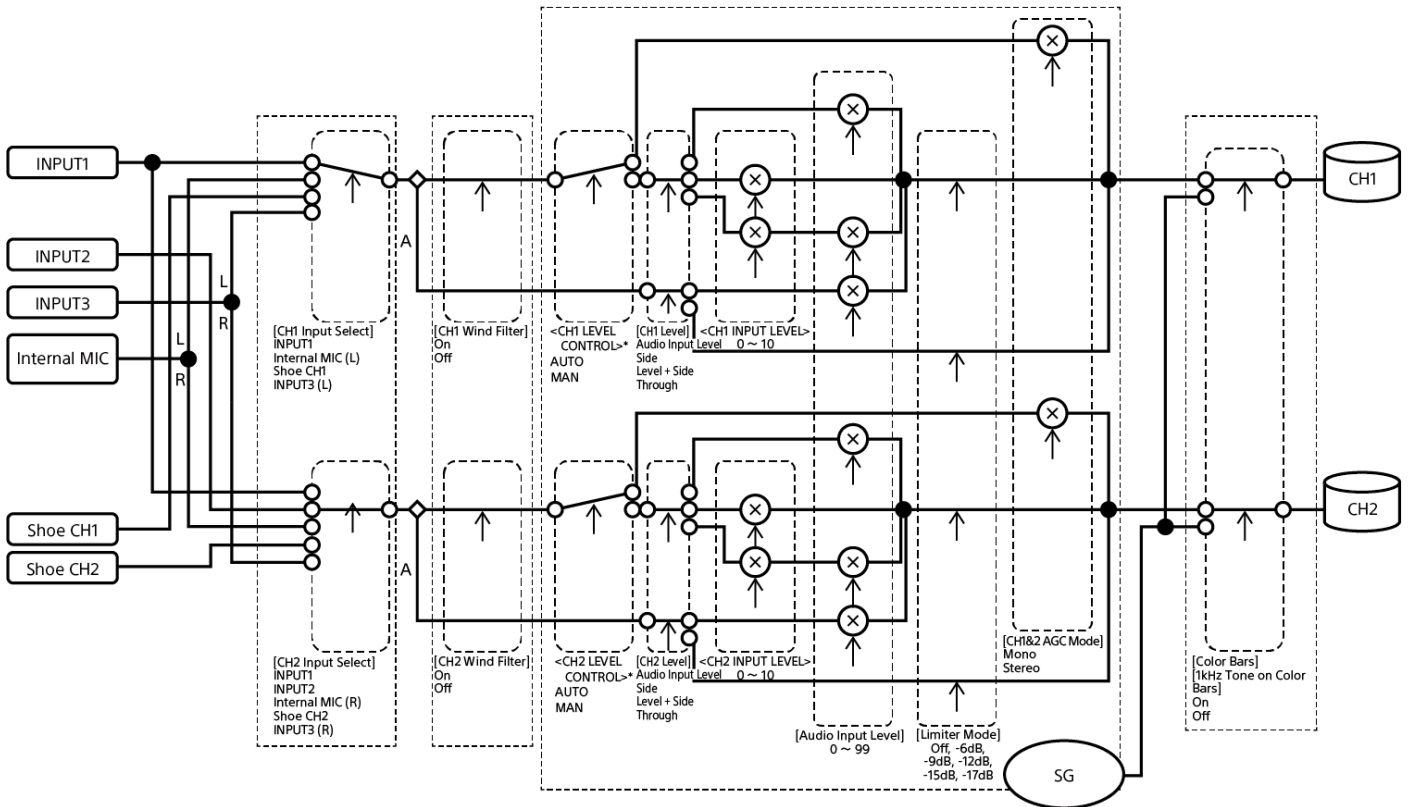 INPUT1
INPUT2
INPUT3
Internal MIC
Shoe CH1
Shoe CH2
L
R
L
R
[CH1 Input Select]
INPUT1
Internal MIC (L)
Shoe CH1
INPUT3 (L)
A
[CH1 Wind Filter]
On
Off
<CH1 LEVEL
CONTROL>*
AUTO
MAN
[CH1 Level]
Audio Input Level
Side
Level + Side
Through
<CH1 INPUT LEVEL>
0 ~ 10
×
×
×
×
×
×
CH1
[CH2 Input Select]
INPUT1
INPUT2
Internal MIC (R)
Shoe CH2
INPUT3 (R)
A
[CH2 Wind Filter]
On
Off
<CH2 LEVEL
CONTROL>*
AUTO
MAN
[CH2 Level]
Audio Input Level
Side
Level + Side
Through
<CH2 INPUT LEVEL>
0 ~ 10
×
×
×
×
×
×
CH2
[Audio Input Level]
0 ~ 99
[Limiter Mode]
Off, -6dB,
-9dB, -12dB,
-15dB, -17dB
[CH1&2 AGC Mode]
Mono
Stereo
SG
[Color Bars]
[1kHz Tone on Color
Bars]
On
Off